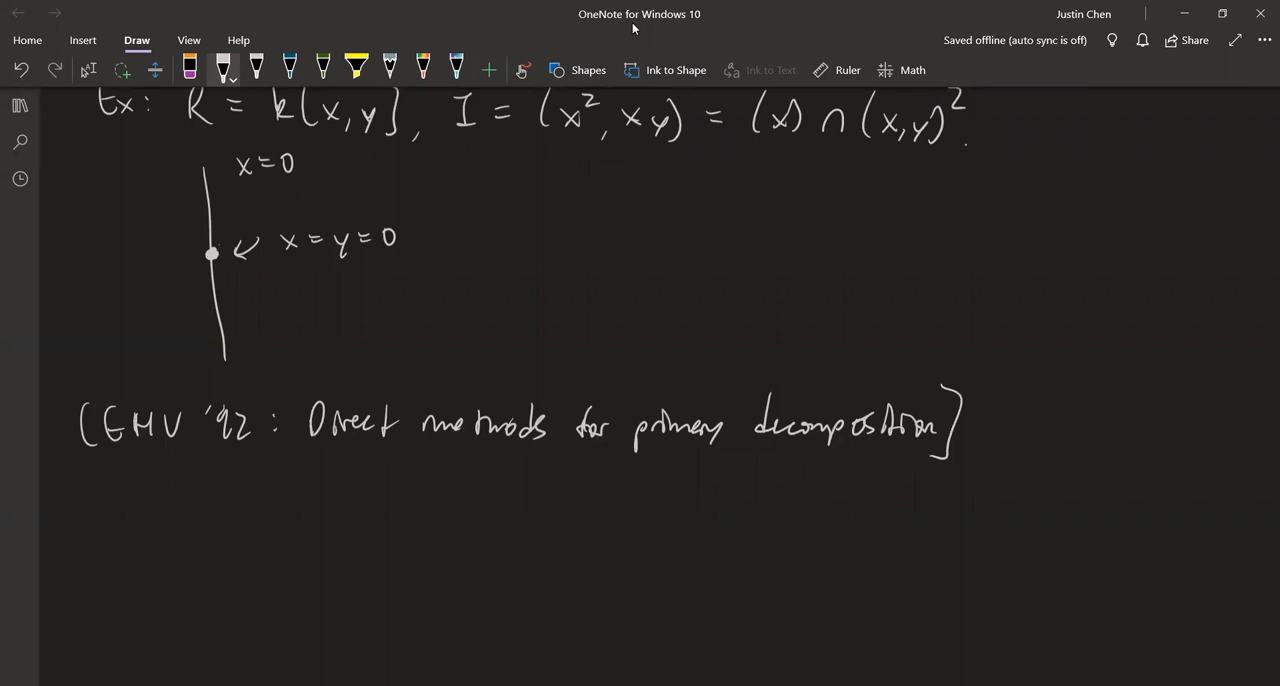 OneNote for Windows 10
Justin Chen
Home Insert Draw View Help
Saved offline (auto sync is off) Share
Shapes Ink to Shape Ink to Text Ruler Math
Ex: R = k[x,y], I = (x², xy) = (x) ∩ (x,y)².
x=0
x=y=0
[EHV '92: Direct methods for primary decomposition]